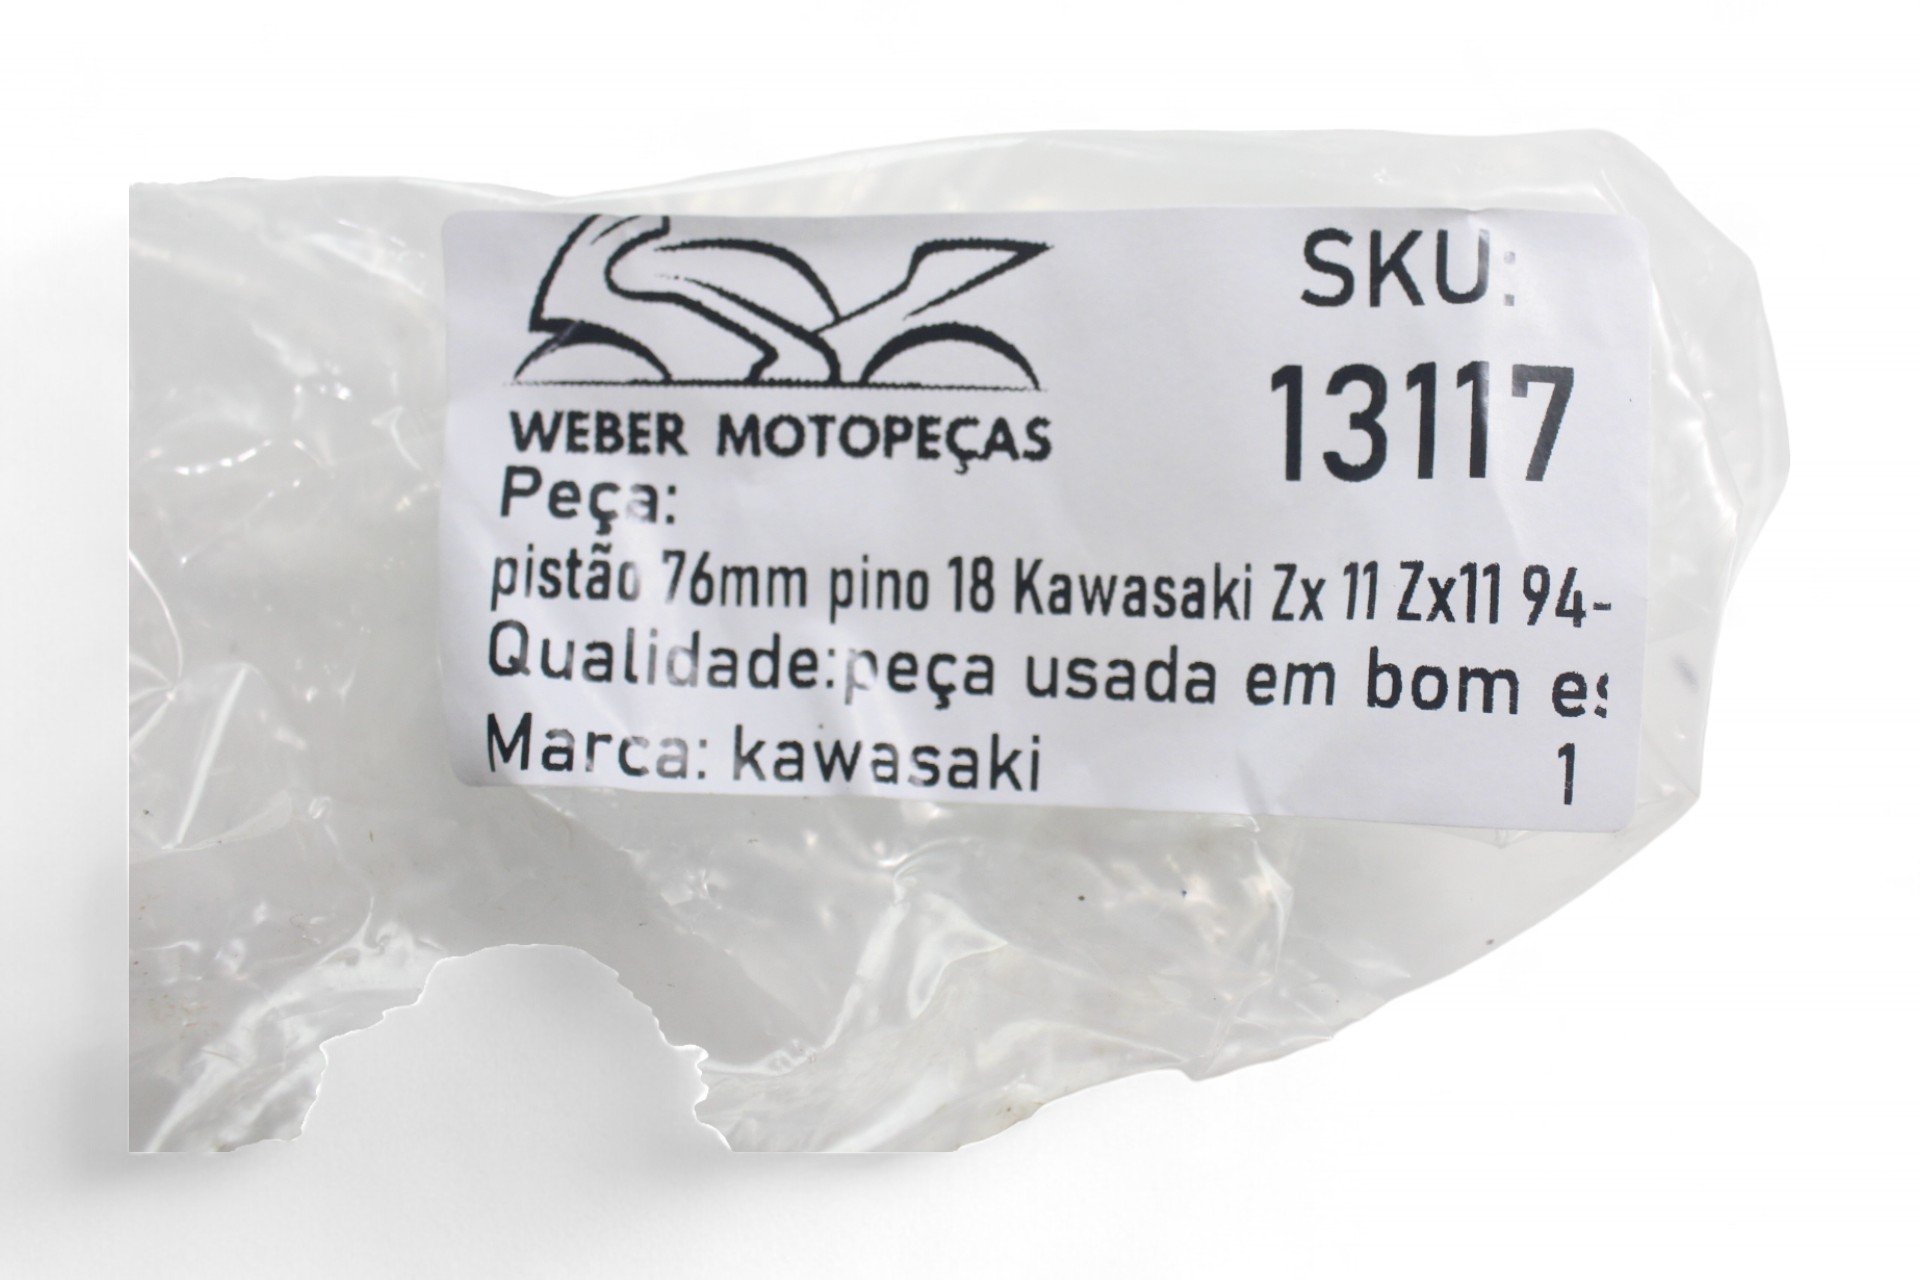 SKU:
13117
WEBER MOTOPEÇAS
Peça:
pistão 76mm pino 18 Kawasaki Zx 11 Zx11 94-
Qualidade:peça usada em bom es
Marca: kawasaki
1